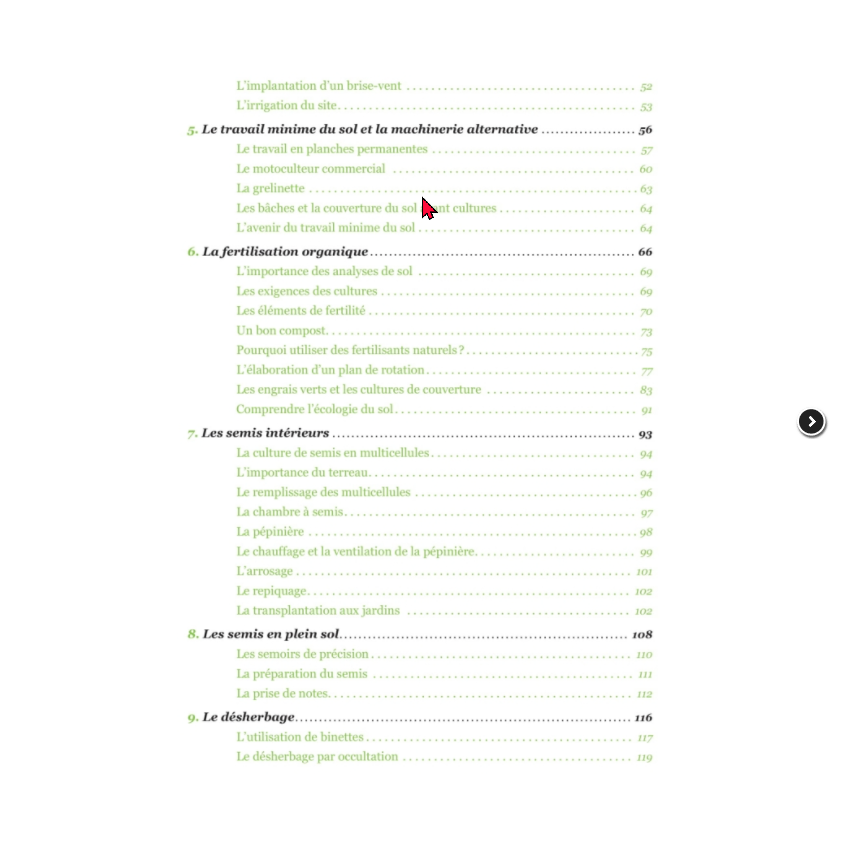 L'implantation d'un brise-vent . . . . . . . . . . . . . . . . . . . . . . . . . . . . . . . . . . . . 52
L'irrigation du site. . . . . . . . . . . . . . . . . . . . . . . . . . . . . . . . . . . . . . . . . . . . . . 53
5. Le travail minime du sol et la machinerie alternative .................... 56
Le travail en planches permanentes . . . . . . . . . . . . . . . . . . . . . . . . . . . . . . . 57
Le motoculteur commercial . . . . . . . . . . . . . . . . . . . . . . . . . . . . . . . . . . . . . . 60
La grelinette . . . . . . . . . . . . . . . . . . . . . . . . . . . . . . . . . . . . . . . . . . . . . . . . . . . 63
Les bâches et la couverture du sol cultures . . . . . . . . . . . . . . . . . . . . . 64
L'avenir du travail minime du sol . . . . . . . . . . . . . . . . . . . . . . . . . . . . . . . . . 64
6. La fertilisation organique.......................................................... 66
L'importance des analyses de sol . . . . . . . . . . . . . . . . . . . . . . . . . . . . . . . . . 69
Les exigences des cultures . . . . . . . . . . . . . . . . . . . . . . . . . . . . . . . . . . . . . . . 69
Les éléments de fertilité . . . . . . . . . . . . . . . . . . . . . . . . . . . . . . . . . . . . . . . . . 70
Un bon compost. . . . . . . . . . . . . . . . . . . . . . . . . . . . . . . . . . . . . . . . . . . . . . . . 73
Pourquoi utiliser des fertilisants naturels ?. . . . . . . . . . . . . . . . . . . . . . . . . . . 75
L'élaboration d'un plan de rotation. . . . . . . . . . . . . . . . . . . . . . . . . . . . . . . . 77
Les engrais verts et les cultures de couverture . . . . . . . . . . . . . . . . . . . . . . . 83
Comprendre l'écologie du sol. . . . . . . . . . . . . . . . . . . . . . . . . . . . . . . . . . . . . 91
7. Les semis intérieurs .................................................................. 93
La culture de semis en multicellules. . . . . . . . . . . . . . . . . . . . . . . . . . . . . . . 94
L'importance du terreau. . . . . . . . . . . . . . . . . . . . . . . . . . . . . . . . . . . . . . . . . 94
Le remplissage des multicellules . . . . . . . . . . . . . . . . . . . . . . . . . . . . . . . . . . 96
La chambre à semis. . . . . . . . . . . . . . . . . . . . . . . . . . . . . . . . . . . . . . . . . . . . . 97
La pépinière . . . . . . . . . . . . . . . . . . . . . . . . . . . . . . . . . . . . . . . . . . . . . . . . . . . 98
Le chauffage et la ventilation de la pépinière. . . . . . . . . . . . . . . . . . . . . . . . . 99
L'arrosage . . . . . . . . . . . . . . . . . . . . . . . . . . . . . . . . . . . . . . . . . . . . . . . . . . . . 101
Le repiquage. . . . . . . . . . . . . . . . . . . . . . . . . . . . . . . . . . . . . . . . . . . . . . . . . . 102
La transplantation aux jardins . . . . . . . . . . . . . . . . . . . . . . . . . . . . . . . . . . . 102
8. Les semis en plein sol............................................................... 108
Les semoirs de précision. . . . . . . . . . . . . . . . . . . . . . . . . . . . . . . . . . . . . . . . 110
La préparation du semis . . . . . . . . . . . . . . . . . . . . . . . . . . . . . . . . . . . . . . . . 111
La prise de notes. . . . . . . . . . . . . . . . . . . . . . . . . . . . . . . . . . . . . . . . . . . . . . . 112
9. Le désherbage.......................................................................... 116
L'utilisation de binettes . . . . . . . . . . . . . . . . . . . . . . . . . . . . . . . . . . . . . . . . . 117
Le désherbage par occultation . . . . . . . . . . . . . . . . . . . . . . . . . . . . . . . . . . . 119